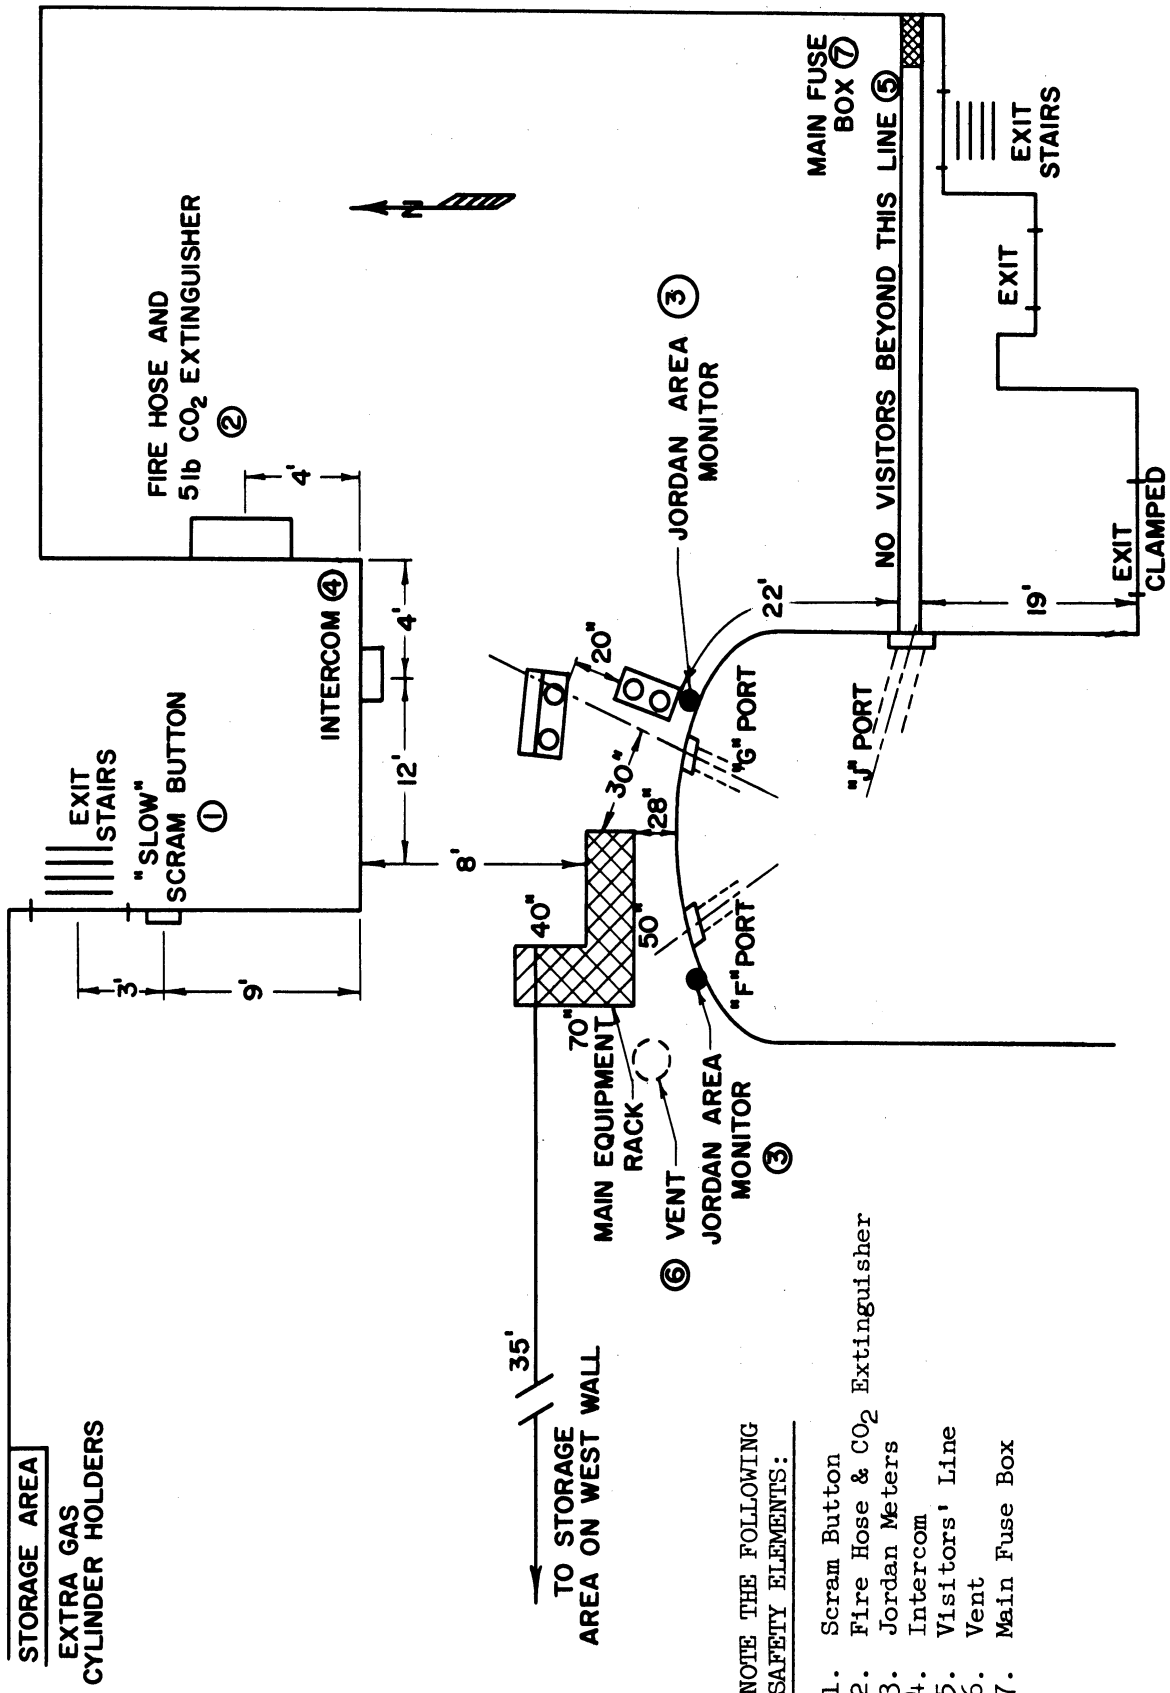 STORAGE AREA
EXTRA GAS
CYLINDER HOLDERS
EXIT
STAIRS
"SLOW"
SCRAM BUTTON
①
3'
9'
FIRE HOSE AND
5 lb CO₂ EXTINGUISHER
②
4'
INTERCOM ④
4'
12'
8'
N
35'
TO STORAGE
AREA ON WEST WALL
40"
70"
50"
MAIN EQUIPMENT
RACK
30"
28"
20"
⑥ VENT
JORDAN AREA
MONITOR
③
"F" PORT
"G" PORT
"J" PORT
JORDAN AREA ③
MONITOR
22'
19'
MAIN FUSE
BOX ⑦
NO VISITORS BEYOND THIS LINE ⑤
EXIT
STAIRS
EXIT
EXIT
CLAMPED
NOTE THE FOLLOWING
SAFETY ELEMENTS:
1. Scram Button
2. Fire Hose & CO₂ Extinguisher
3. Jordan Meters
4. Intercom
5. Visitors' Line
6. Vent
7. Main Fuse Box